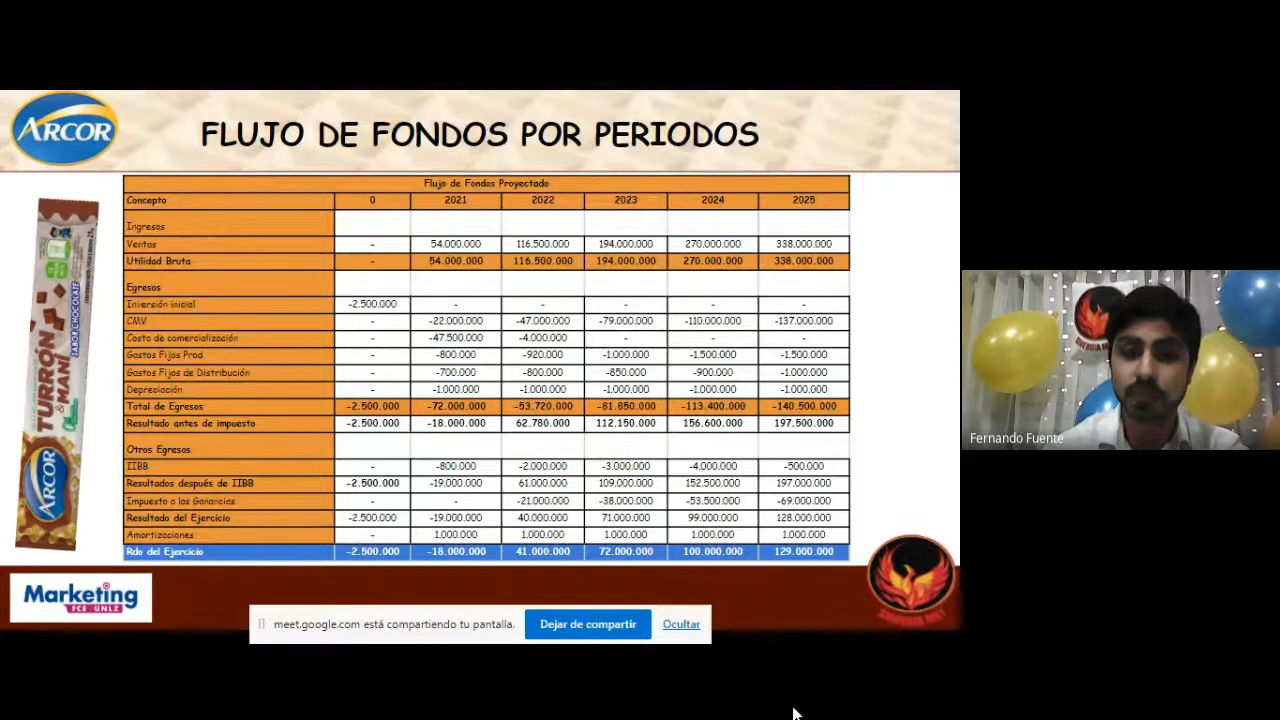 ARCOR
FLUJO DE FONDOS POR PERIODOS
Flujo de Fondos Proyectado
Concepto 0 2021 2022 2023 2024 2025
Ingresos
Ventas - 54.000.000 116.500.000 194.000.000 270.000.000 338.000.000
Utilidad Bruta - 54.000.000 116.500.000 194.000.000 270.000.000 338.000.000
Egresos
Inversión inicial -2.500.000 - - - - -
CMV - -22.000.000 -47.000.000 -79.000.000 -110.000.000 -137.000.000
Costo de comercialización - -47.500.000 -4.000.000 - - -
Gastos Fijos Prod - -800.000 -920.000 -1.000.000 -1.500.000 -1.500.000
Gastos Fijos de Distribución - -700.000 -800.000 -850.000 -900.000 -1.000.000
Depreciación - -1.000.000 -1.000.000 -1.000.000 -1.000.000 -1.000.000
Total de Egresos -2.500.000 -72.000.000 -53.720.000 -81.850.000 -113.400.000 -140.500.000
Resultado antes de impuesto -2.500.000 -18.000.000 62.780.000 112.150.000 156.600.000 197.500.000
Otros Egresos
IIBB - -800.000 -2.000.000 -3.000.000 -4.000.000 -500.000
Resultados después de IIBB -2.500.000 -19.000.000 61.000.000 109.000.000 152.500.000 197.000.000
Impuesto a las Ganancias - - -21.000.000 -38.000.000 -53.500.000 -69.000.000
Resultado del Ejercicio -2.500.000 -19.000.000 40.000.000 71.000.000 99.000.000 128.000.000
Amortizaciones - 1.000.000 1.000.000 1.000.000 1.000.000 1.000.000
Rdo del Ejercicio -2.500.000 -18.000.000 41.000.000 72.000.000 100.000.000 129.000.000
TURRÓN
& MANÍ
SABOR CHOCOLATE
ARCOR
Marketing
FCE UNLZ
meet.google.com está compartiendo tu pantalla.
Dejar de compartir
Ocultar
Fernando Fuente